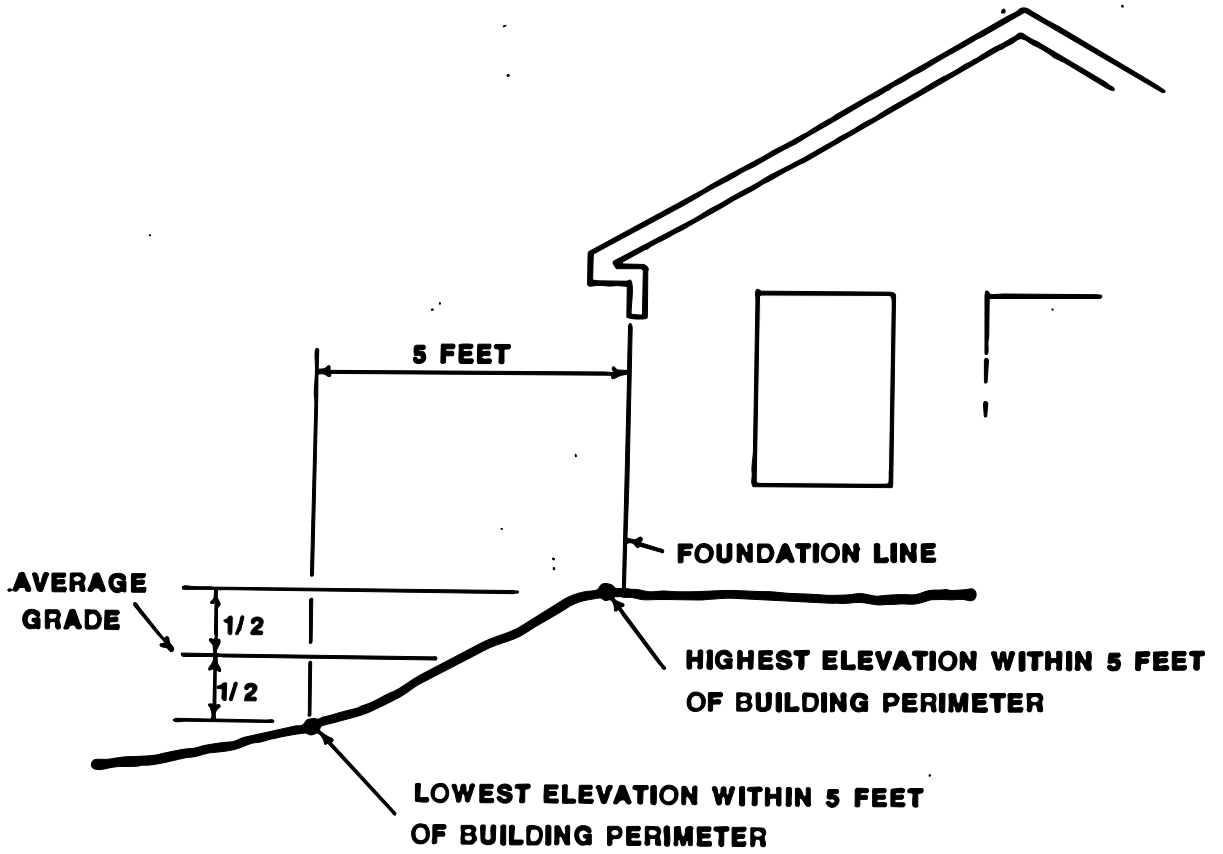 5 FEET
FOUNDATION LINE
AVERAGE
GRADE
1/2
1/2
HIGHEST ELEVATION WITHIN 5 FEET
OF BUILDING PERIMETER
LOWEST ELEVATION WITHIN 5 FEET
OF BUILDING PERIMETER